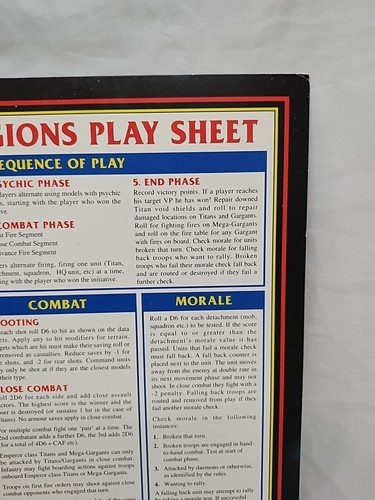 GIONS PLAY SHEET
EQUENCE OF PLAY
SYCHIC PHASE
layers alternate using models with psychic
s, starting with the player who won the
ve.
COMBAT PHASE
st Fire Segment
ose Combat Segment
dvance Fire Segment
ers alternate firing, firing one unit (Titan,
tchment, squadron, HQ unit, etc) at a time,
ing with the player who won the initiative.
5. END PHASE
Record victory points. If a player reaches
his target VP he has won! Repair downed
Titan void shields and roll to repair
damaged locations on Titans and Gargants.
Roll for fighting fires on Mega-Gargants
and roll on the fire table for any Gargant
with fires on board. Check morale for units
broken that turn. Check morale for falling
back troops who want to rally. Broken
troops who fail their morale check fall back
and are routed or destroyed if they fail a
further check.
COMBAT
OOTING
each shot roll D6 to hit as shown on the data
ets. Apply any to hit modifiers for terrain.
gets which are hit must make their saving roll or
removed as casualties. Reduce saves by -1 for
shots, and -2 for rear shots. Command units
y only be shot at if they are the closest models
their type.
LOSE COMBAT
oll 2D6 for each side and add close assault
ctors. The highest score is the winner and the
oser is destroyed (or sustains 1 hit in the case of
itans). No armour saves apply in close combat.
or multiple combat fight one 'pair' at a time. The
2nd combatants adds a further D6, the 3rd adds 2D6
for a total of 4D6 + CAF etc).
Emperor class Titans and Mega-Gargants can only
be attacked by Titans/Gargants in close combat.
Infantry may fight boarding actions against troops
onboard Emperor class Titans or Mega-Gargants.
Troops on first fire orders may shoot against close
combat opponents who engaged that turn.
MORALE
Roll a D6 for each detachment (mob,
squadron etc.) to be tested. If the score
is equal to or greater than the
detachment's morale value it has
passed. Units that fail a morale check
must fall back. A fall back counter is
placed next to the unit. The unit moves
away from the enemy at double rate in
its next movement phase and may not
shoot. In close combat they fight with a
-2 penalty. Falling back troops are
routed and removed from play if they
fail another morale check.
Check morale in the following
instances:
1. Broken that turn.
2. Broken troops are engaged in hand-
to-hand combat. Test at start of
combat phase.
3. Attacked by daemons or otherwise,
as identified by the rules.
4. Wanting to rally.
A falling back unit may attempt to rally